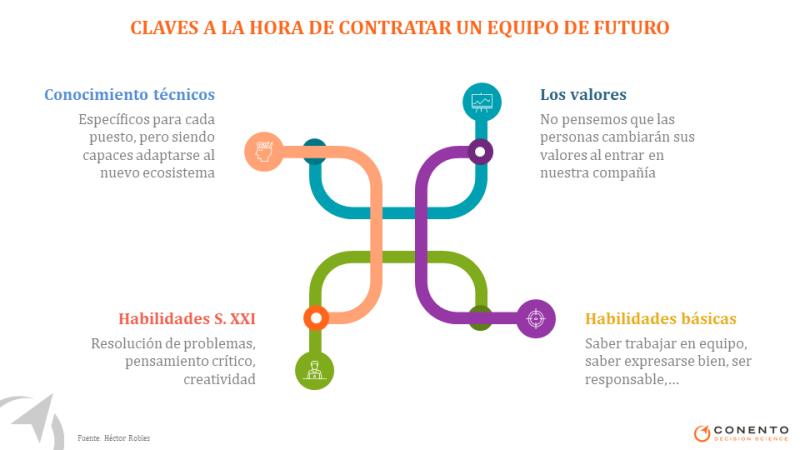 CLAVES A LA HORA DE CONTRATAR UN EQUIPO DE FUTURO
Conocimiento técnicos
Específicos para cada
puesto, pero siendo
capaces adaptarse al
nuevo ecosistema
Los valores
No pensemos que las
personas cambiarán sus
valores al entrar en
nuestra compañía
Habilidades S. XXI
Resolución de problemas,
pensamiento crítico,
creatividad
Habilidades básicas
Saber trabajar en equipo,
saber expresarse bien, ser
responsable,...
Fuente: Héctor Robles
CONENTO
DECISION SCIENCE